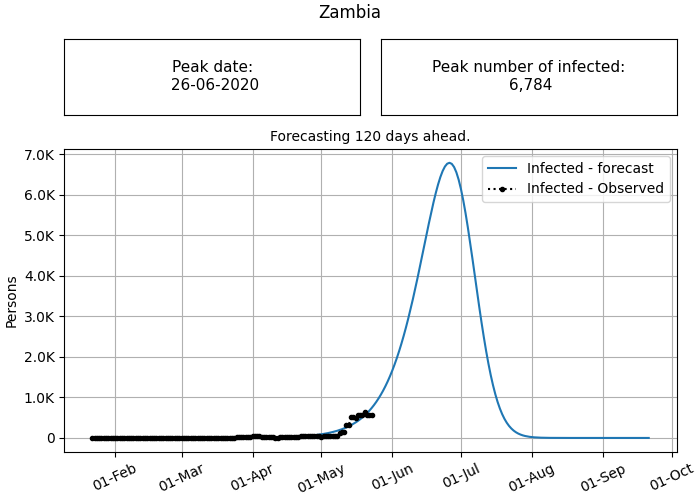 Zambia
Peak date:
26-06-2020
Peak number of infected:
6,784
Forecasting 120 days ahead.
Infected - forecast
Infected - Observed
Persons
7.0K
6.0K
5.0K
4.0K
3.0K
2.0K
1.0K
0
01-Feb
01-Mar
01-Apr
01-May
01-Jun
01-Jul
01-Aug
01-Sep
01-Oct